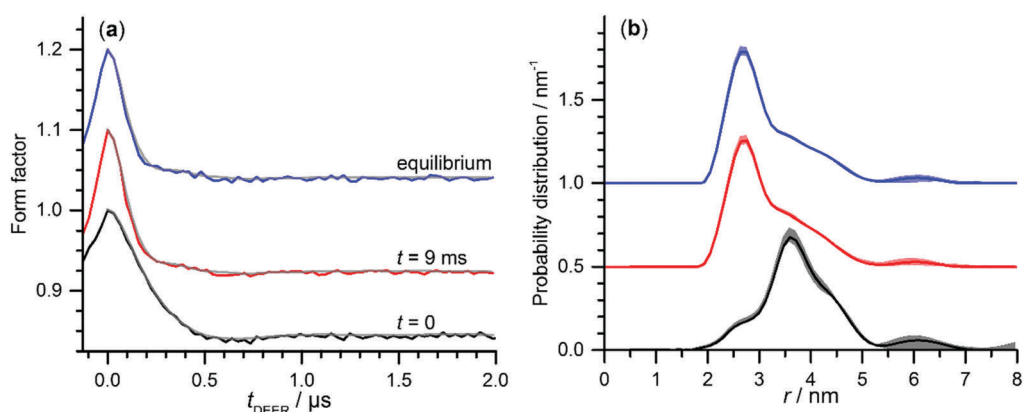 (a)
1.2
1.1
1.0
0.9
Form factor
equilibrium
t = 9 ms
t = 0
0.0 0.5 1.0 1.5 2.0
tDEER / μs
(b)
1.5
1.0
0.5
0.0
Probability distribution / nm-1
0 1 2 3 4 5 6 7 8
r / nm